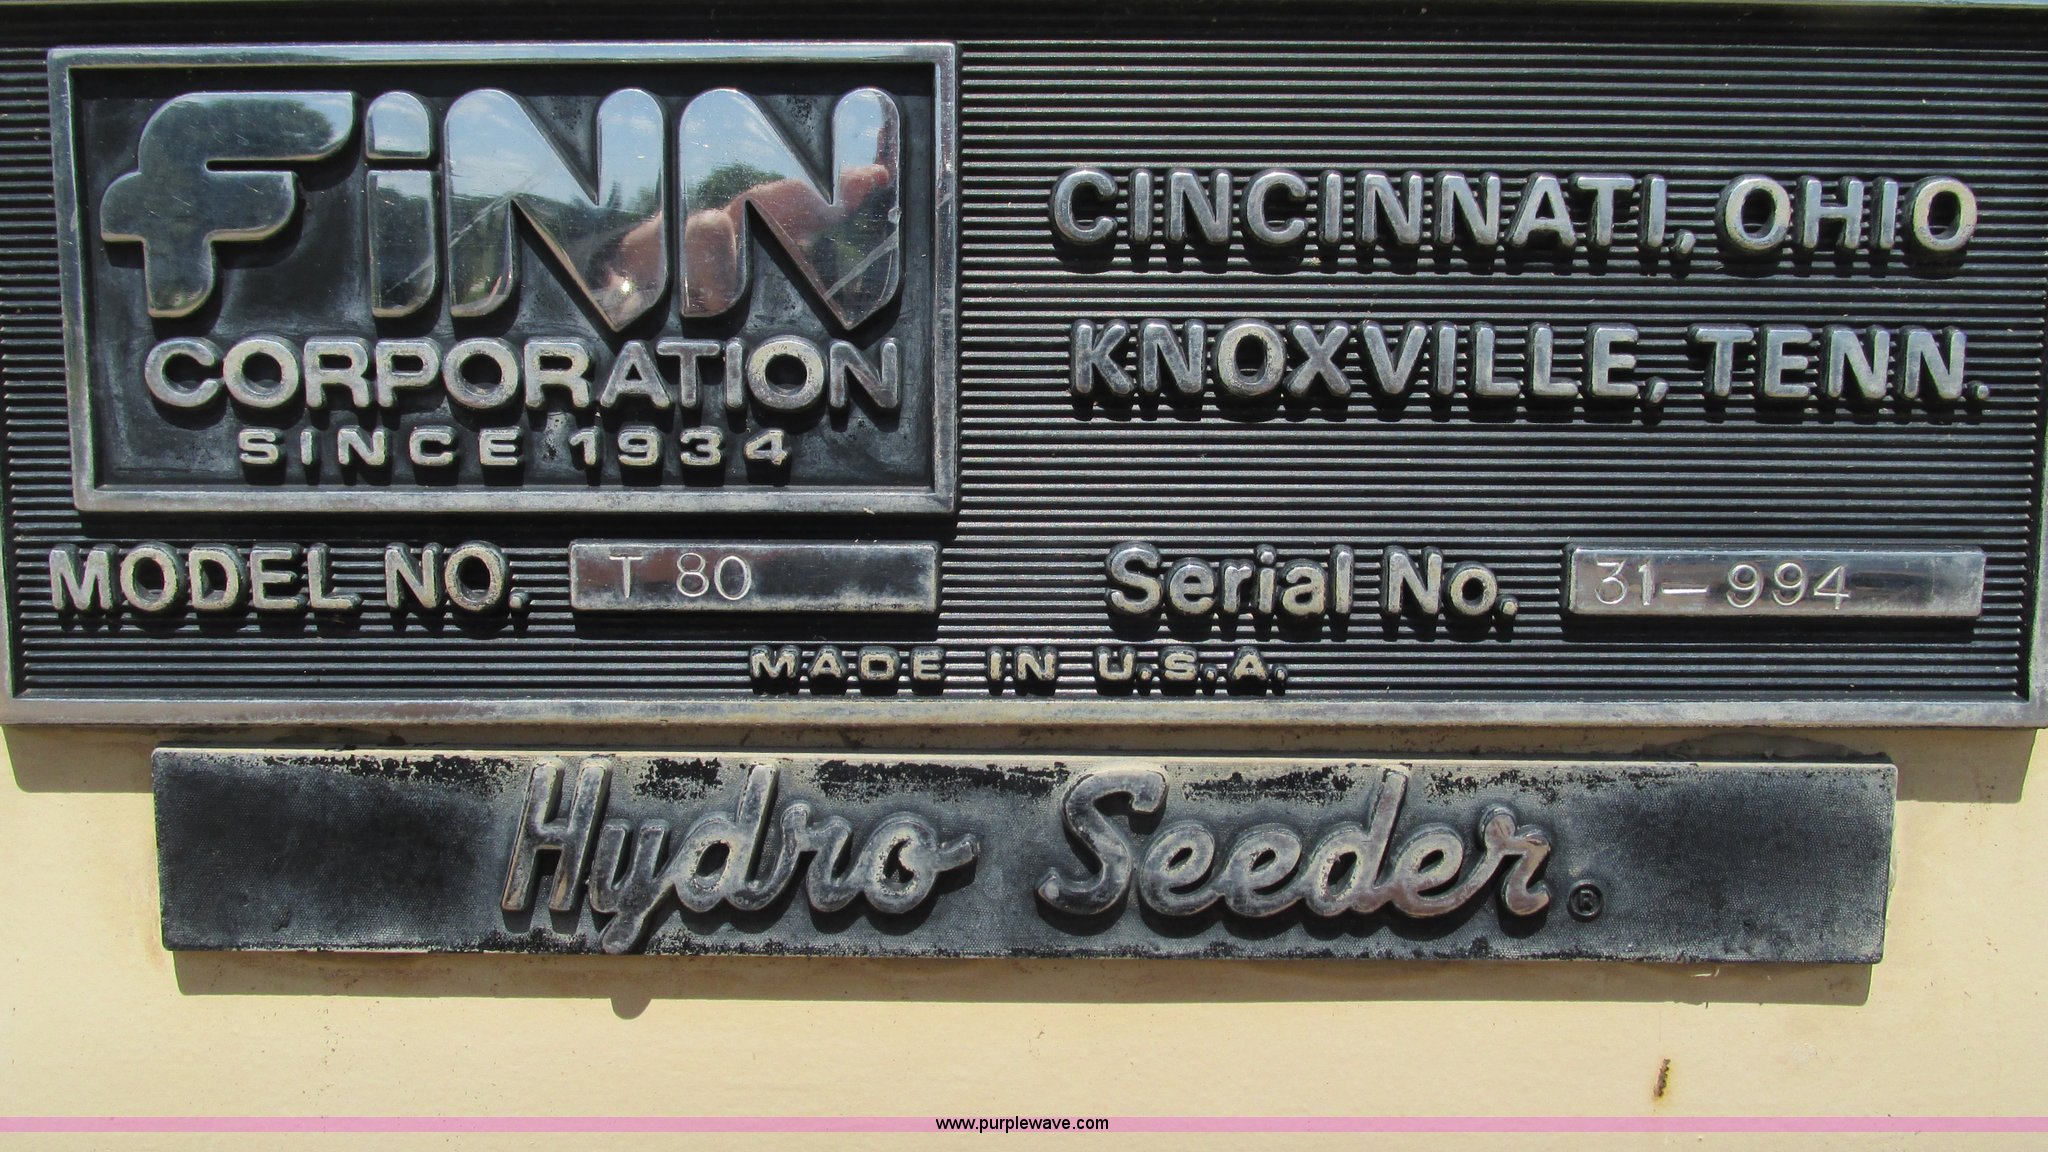 FiNN
CORPORATION
SINCE 1934
CINCINNATI, OHIO
KNOXVILLE, TENN.
MODEL NO. T 80
Serial No. 31-994
MADE IN U.S.A.
Hydro Seeder ®
www.purplewave.com